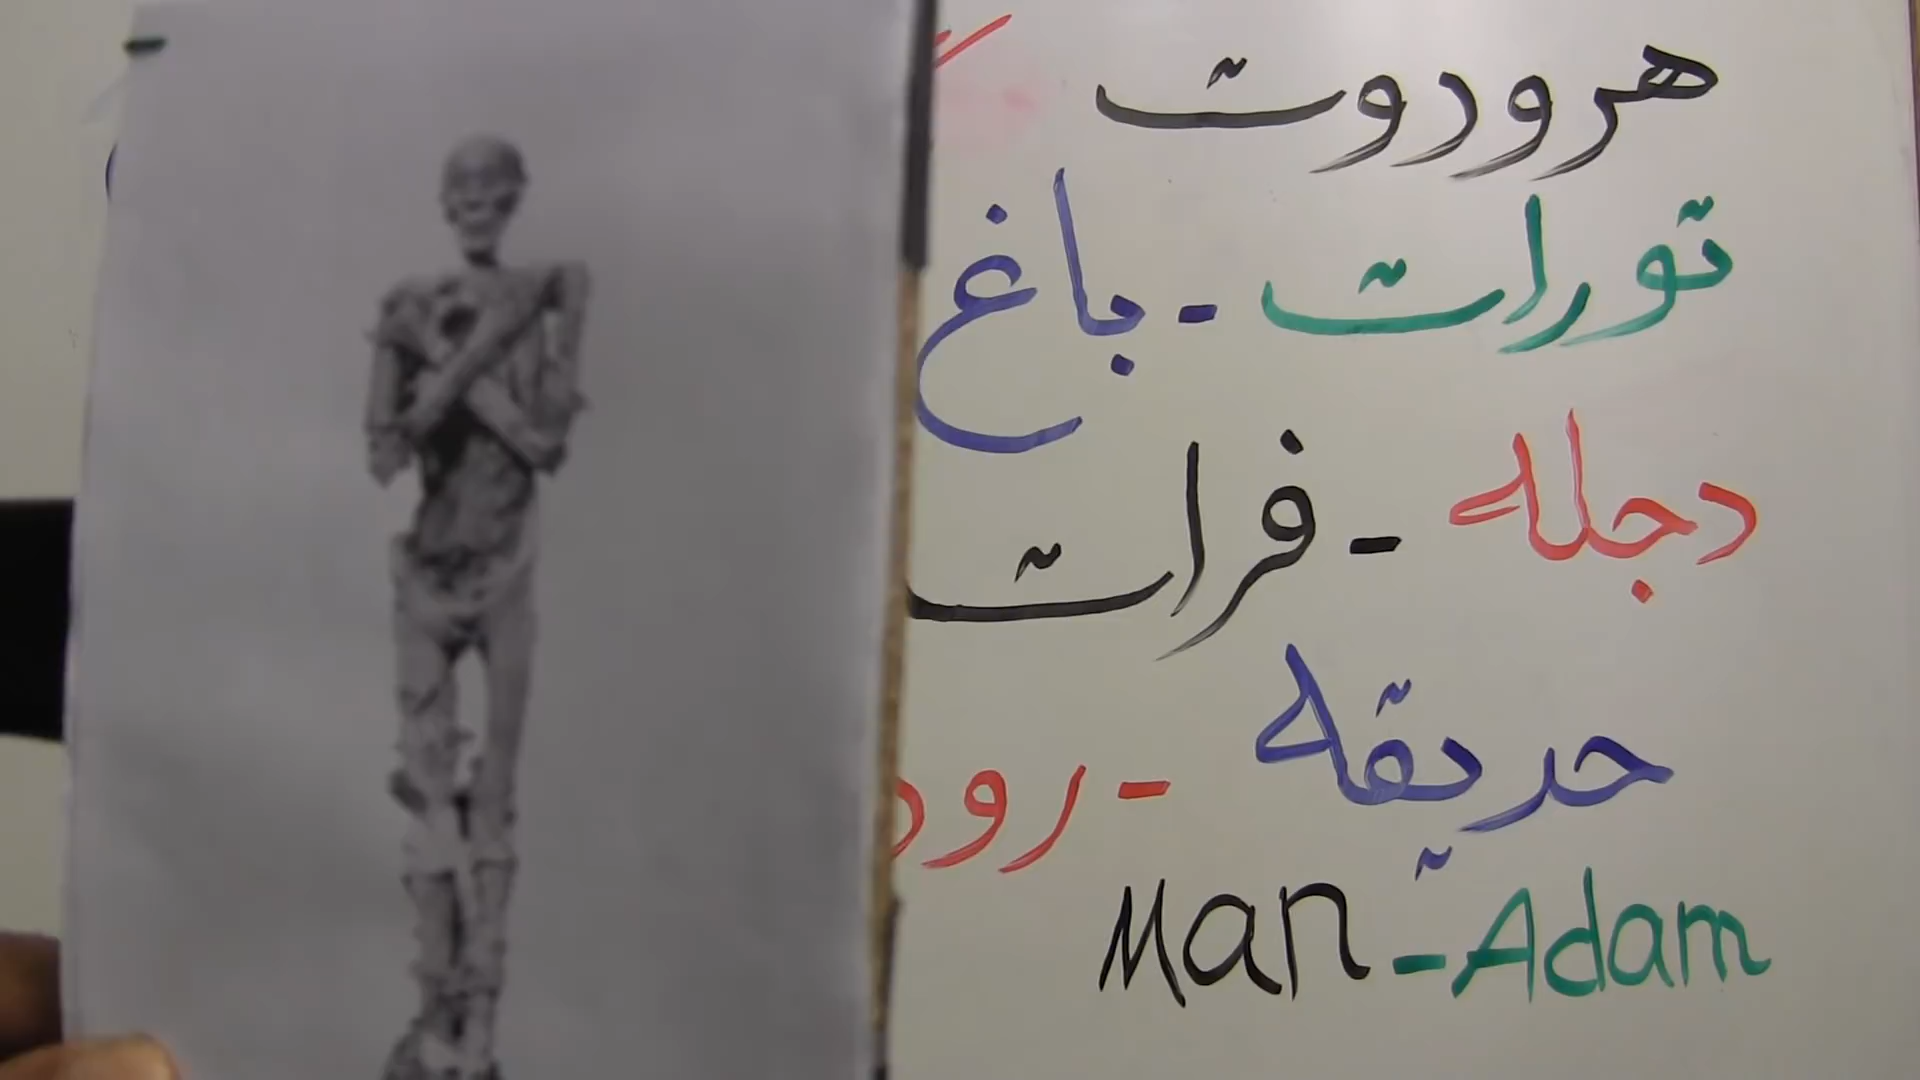 هرودوت
تورات - باغ
دجله - فرات
حدیقه - رود
Man - Adam